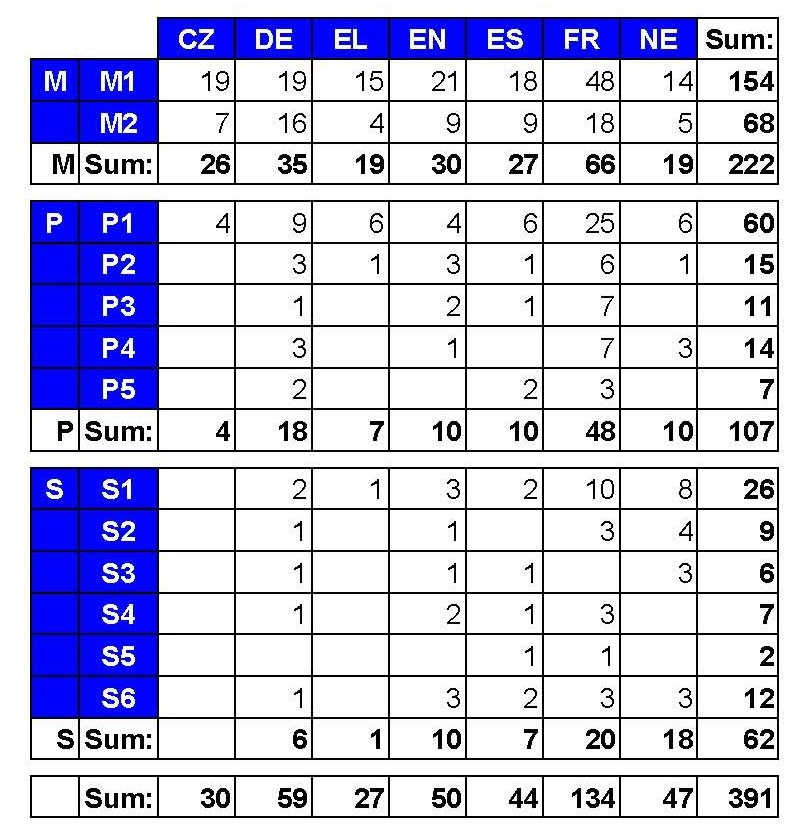 CZ DE EL EN ES FR NE Sum:
M M1 19 19 15 21 18 48 14 154
M2 7 16 4 9 9 18 5 68
M Sum: 26 35 19 30 27 66 19 222
P P1 4 9 6 4 6 25 6 60
P2 3 1 3 1 6 1 15
P3 1 2 1 7 11
P4 3 1 7 3 14
P5 2 2 3 7
P Sum: 4 18 7 10 10 48 10 107
S S1 2 1 3 2 10 8 26
S2 1 1 3 4 9
S3 1 1 1 3 6
S4 1 2 1 3 7
S5 1 1 2
S6 1 3 2 3 3 12
S Sum: 6 1 10 7 20 18 62
Sum: 30 59 27 50 44 134 47 391